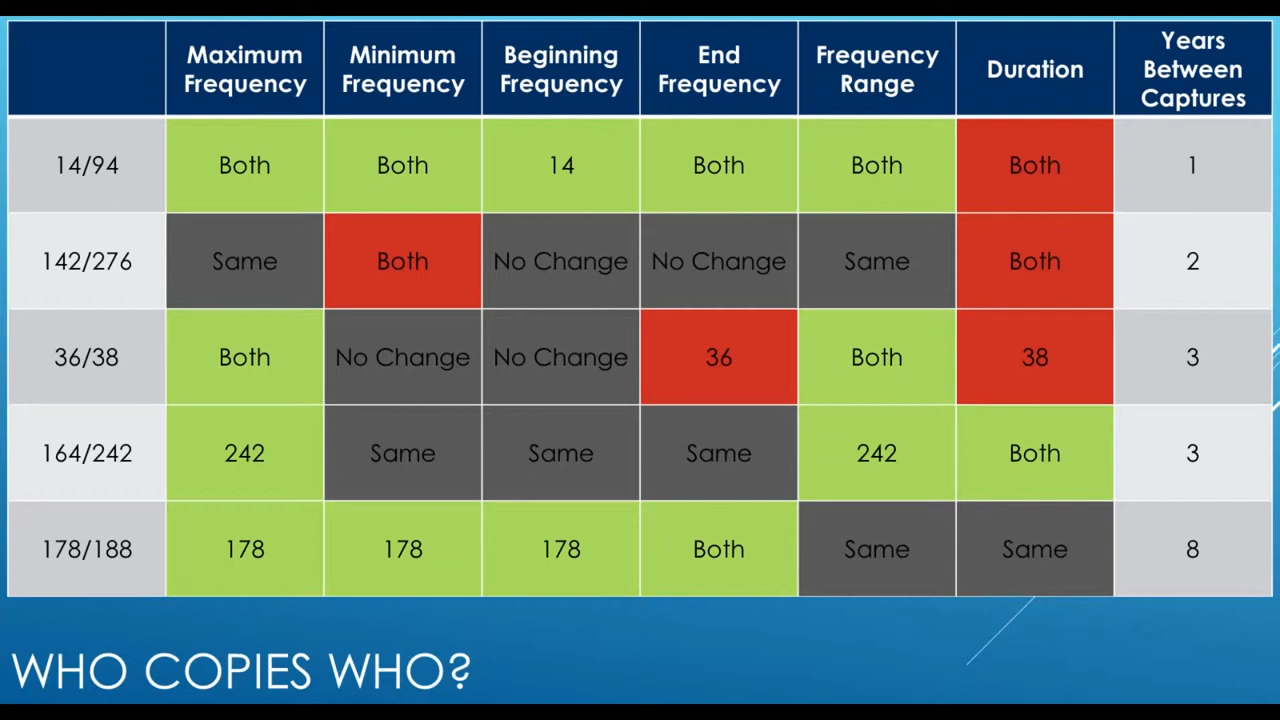 Maximum Frequency
Minimum Frequency
Beginning Frequency
End Frequency
Frequency Range
Duration
Years Between Captures
14/94 Both Both 14 Both Both Both 1
142/276 Same Both No Change No Change Same Both 2
36/38 Both No Change No Change 36 Both 38 3
164/242 242 Same Same Same 242 Both 3
178/188 178 178 178 Both Same Same 8
WHO COPIES WHO?